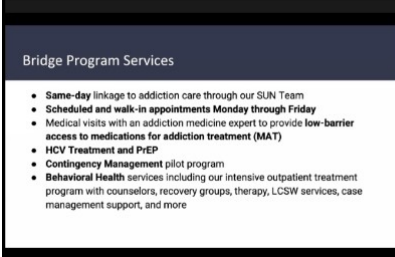 Bridge Program Services
● Same-day linkage to addiction care through our SUN Team
● Scheduled and walk-in appointments Monday through Friday
● Medical visits with an addiction medicine expert to provide low-barrier
access to medications for addiction treatment (MAT)
● HCV Treatment and PrEP
● Contingency Management pilot program
● Behavioral Health services including our intensive outpatient treatment
program with counselors, recovery groups, therapy, LCSW services, case
management support, and more